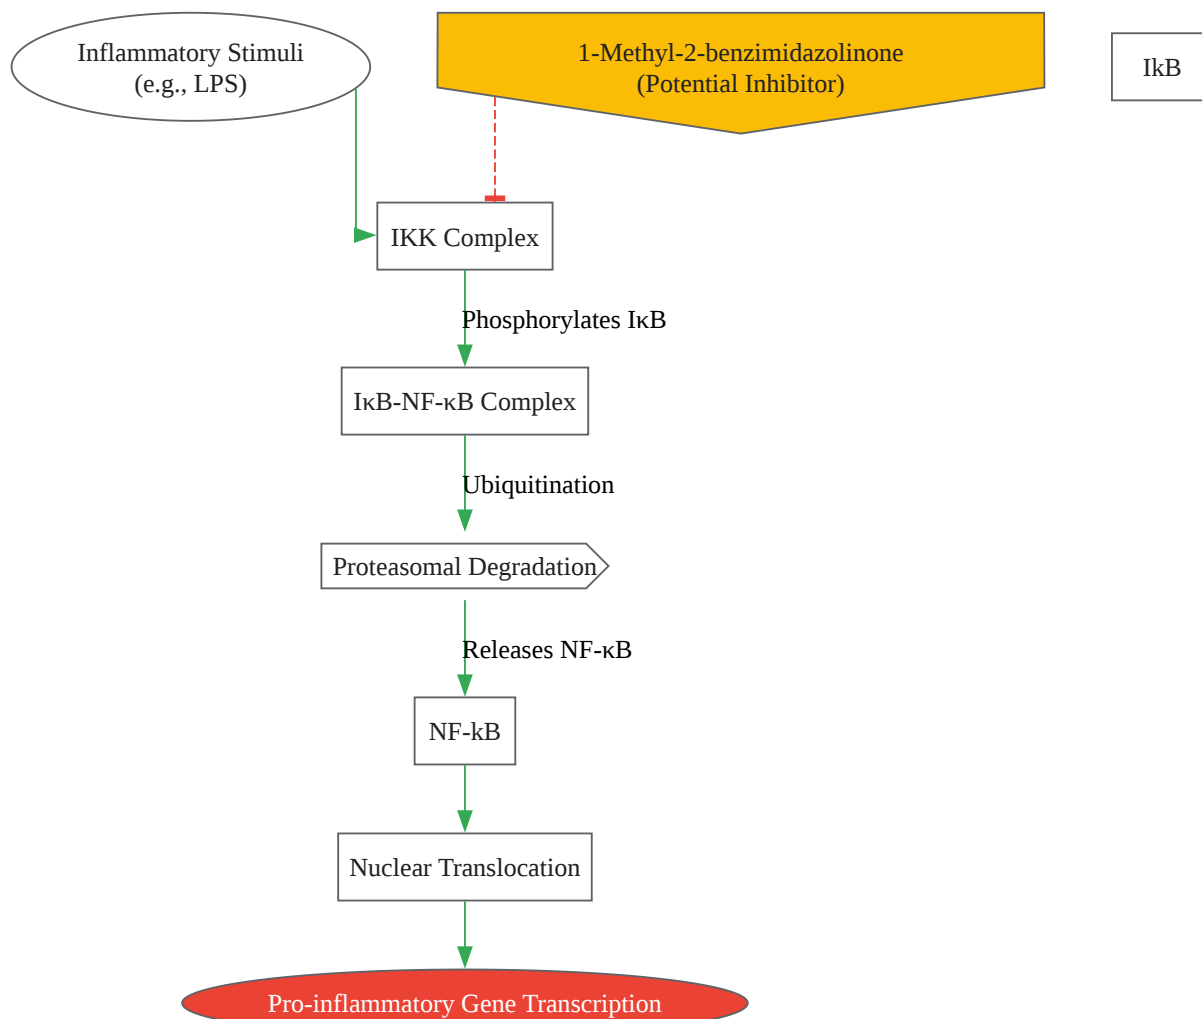 Inflammatory Stimuli
(e.g., LPS)
1-Methyl-2-benzimidazolinone
(Potential Inhibitor)
IkB
IKK Complex
Phosphorylates IκB
IκB-NF-κB Complex
Ubiquitination
Proteasomal Degradation
Releases NF-κB
NF-kB
Nuclear Translocation
Pro-inflammatory Gene Transcription